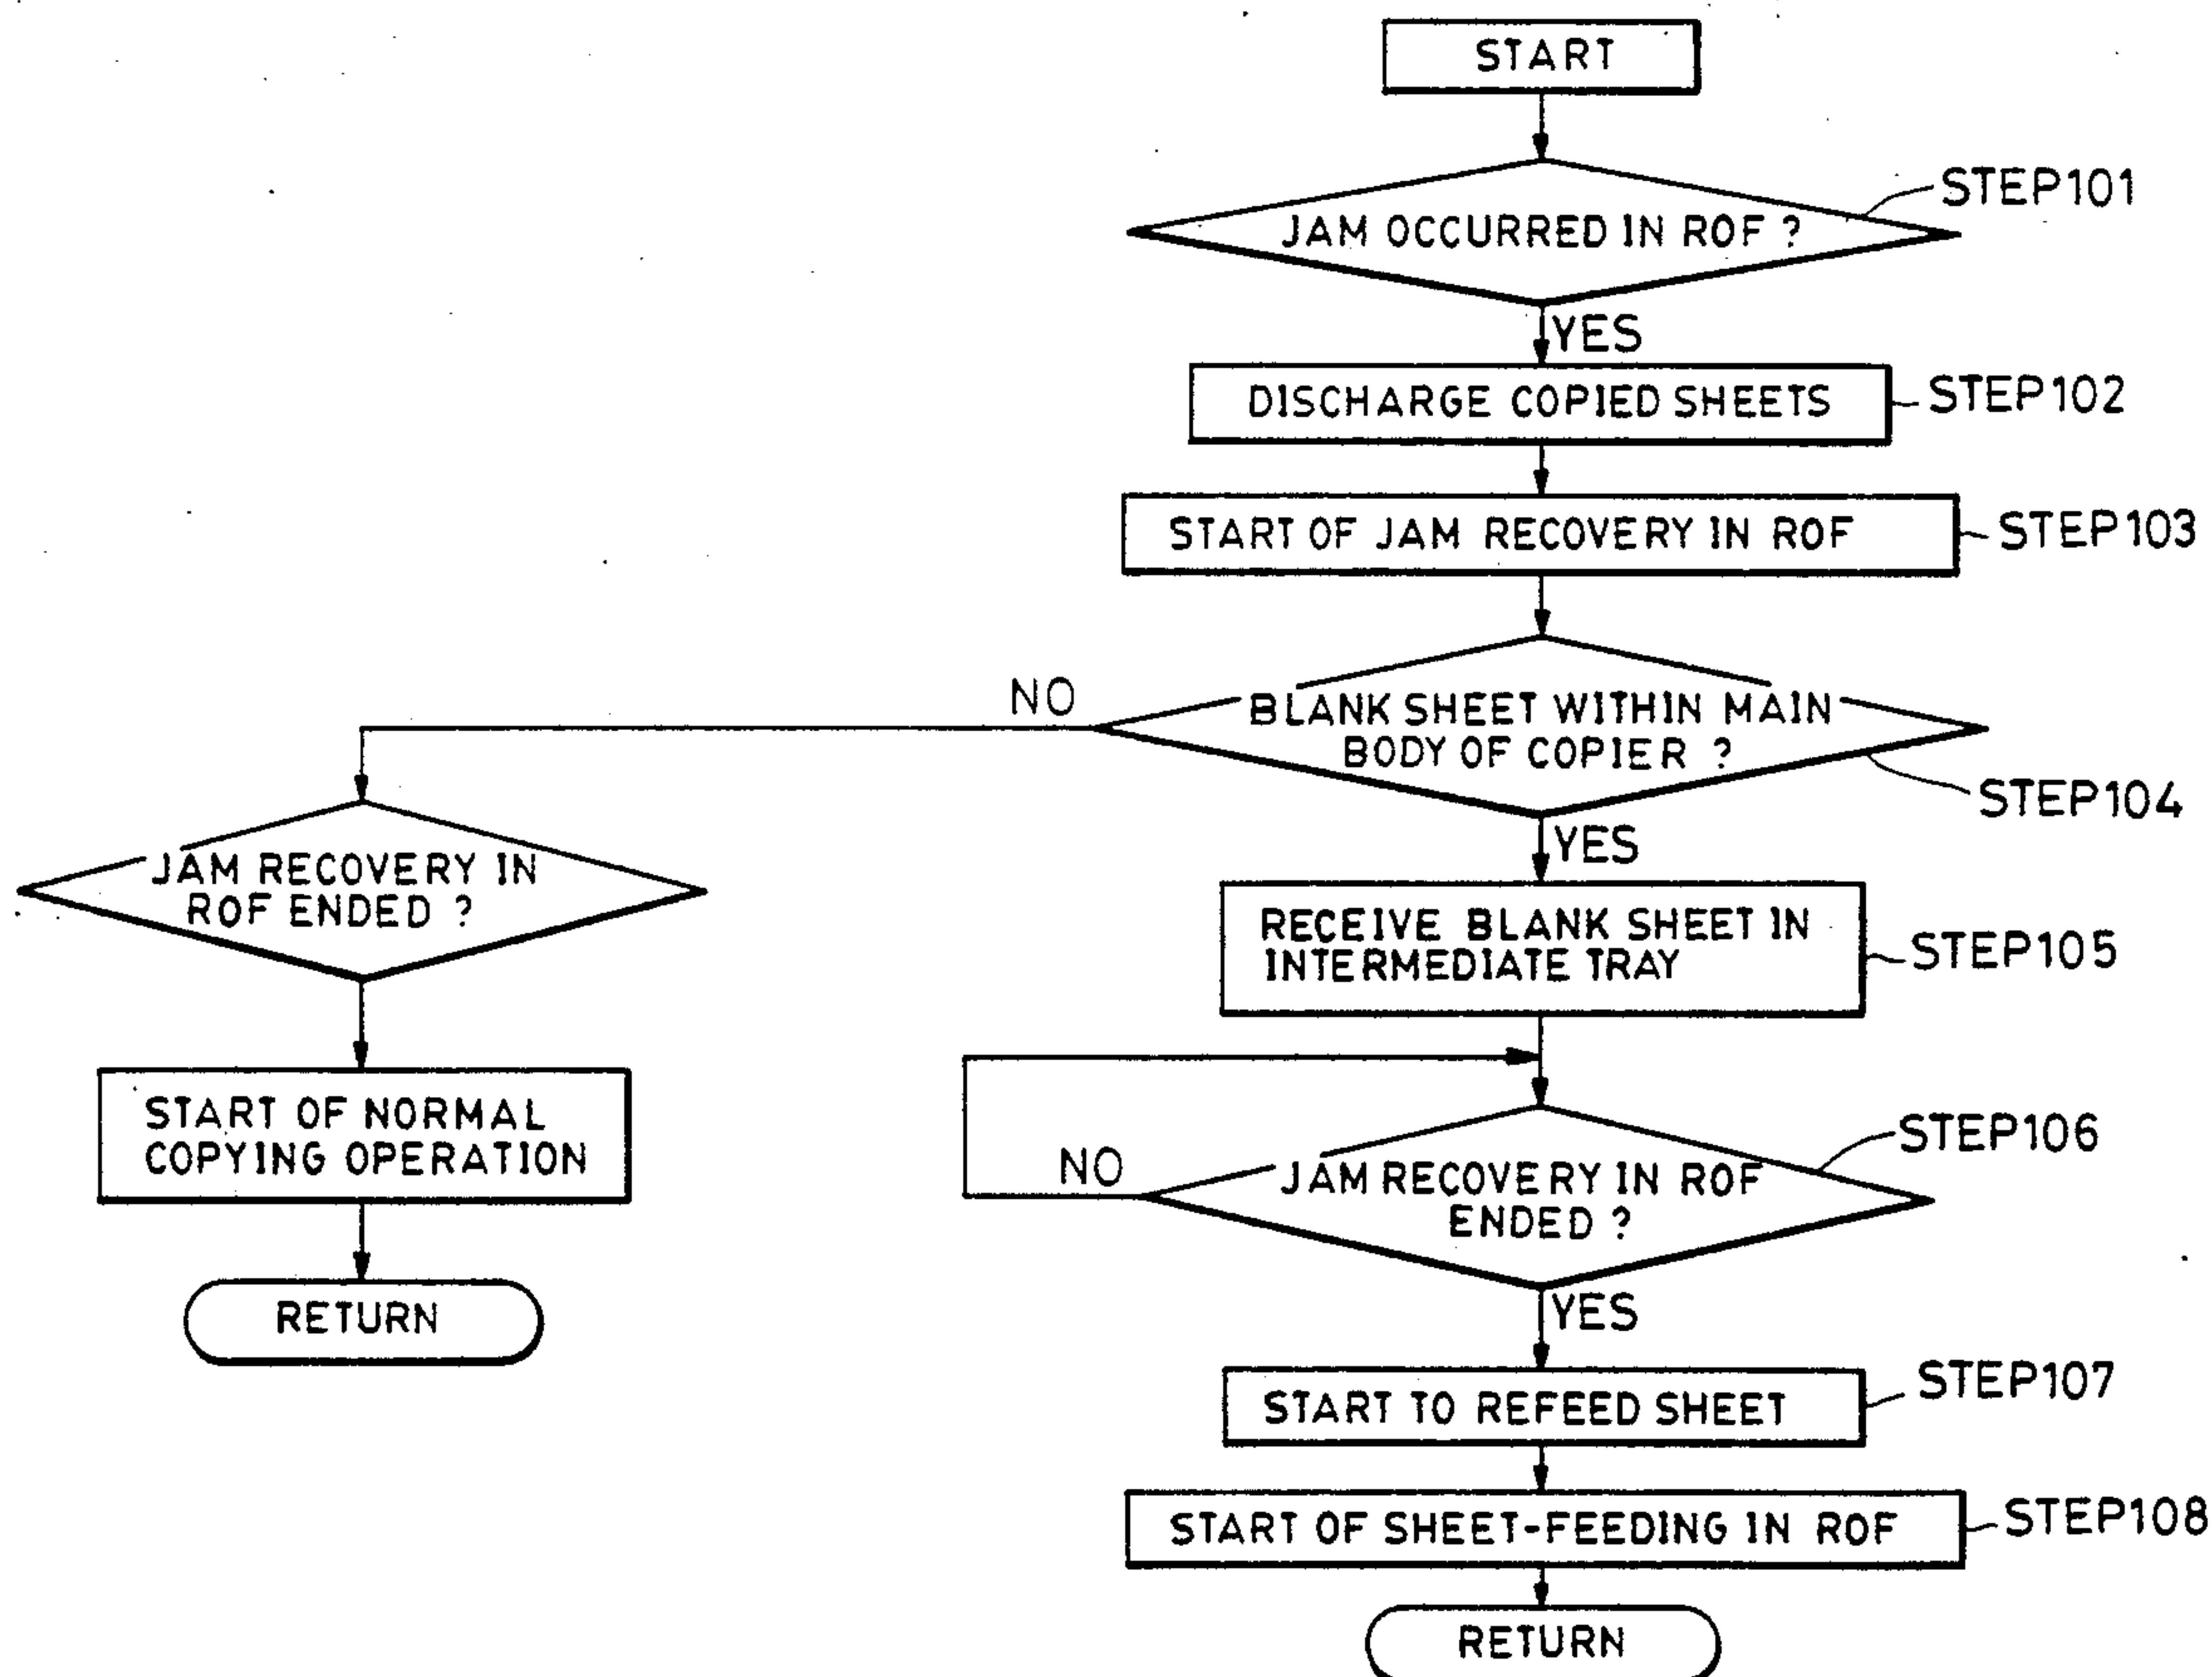 START
JAM OCCURRED IN ROF ?
STEP101
YES
DISCHARGE COPIED SHEETS
STEP102
START OF JAM RECOVERY IN ROF
STEP103
NO
BLANK SHEET WITHIN MAIN
BODY OF COPIER ?
STEP104
YES
JAM RECOVERY IN
ROF ENDED ?
RECEIVE BLANK SHEET IN
INTERMEDIATE TRAY
STEP105
START OF NORMAL
COPYING OPERATION
NO
JAM RECOVERY IN ROF
ENDED ?
STEP106
YES
RETURN
START TO REFEED SHEET
STEP107
START OF SHEET-FEEDING IN ROF
STEP108
RETURN